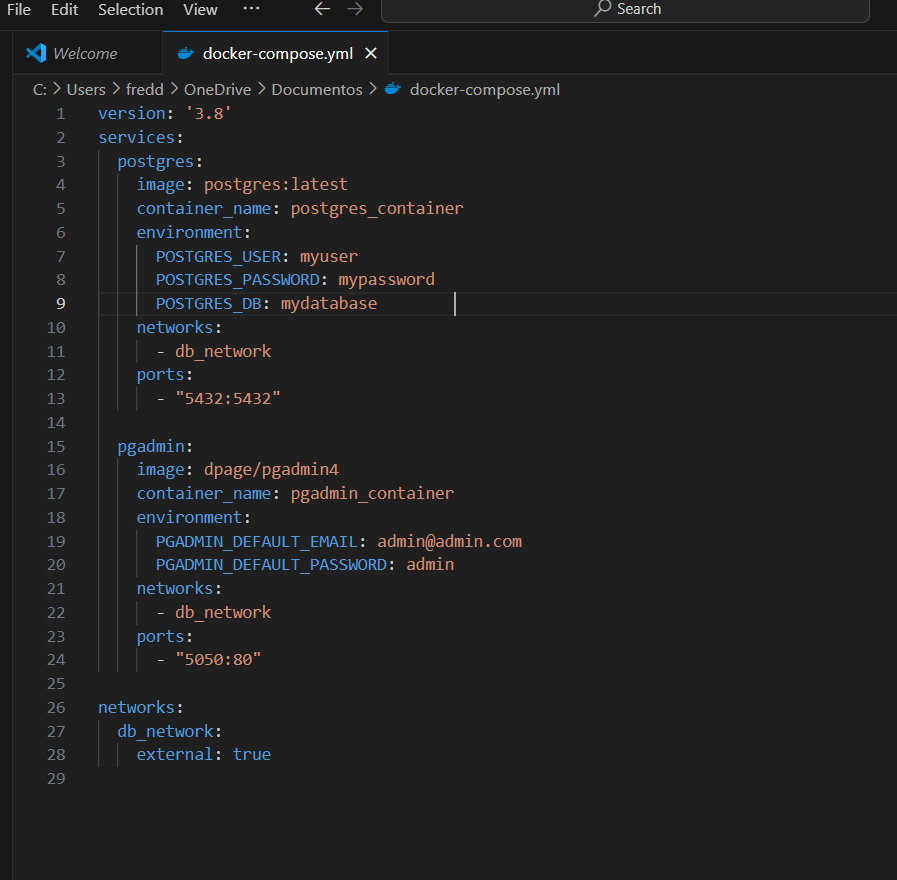 File Edit Selection View ··· ← → Search
Welcome docker-compose.yml ×
C: > Users > fredd > OneDrive > Documentos > docker-compose.yml
1 version: '3.8'
2 services:
3   postgres:
4     image: postgres:latest
5     container_name: postgres_container
6     environment:
7       POSTGRES_USER: myuser
8       POSTGRES_PASSWORD: mypassword
9       POSTGRES_DB: mydatabase
10     networks:
11       - db_network
12     ports:
13       - "5432:5432"
14
15   pgadmin:
16     image: dpage/pgadmin4
17     container_name: pgadmin_container
18     environment:
19       PGADMIN_DEFAULT_EMAIL: admin@admin.com
20       PGADMIN_DEFAULT_PASSWORD: admin
21     networks:
22       - db_network
23     ports:
24       - "5050:80"
25
26 networks:
27   db_network:
28     external: true
29